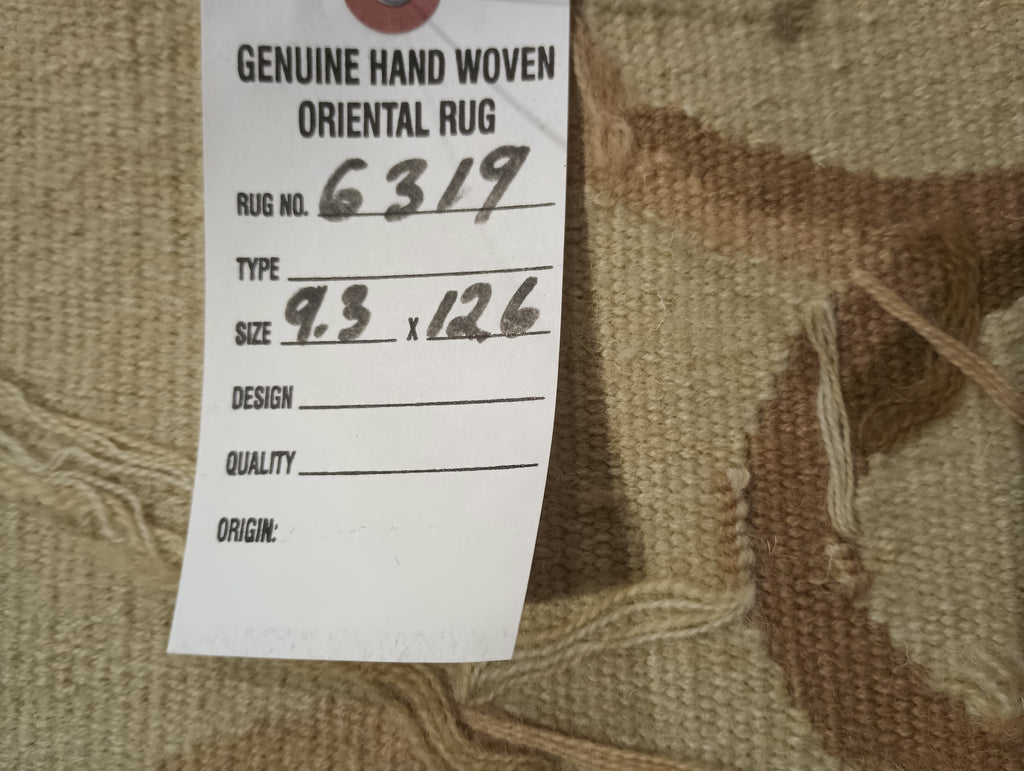 GENUINE HAND WOVEN
ORIENTAL RUG
RUG NO. 6319
TYPE
SIZE 9.3 X 12.6
DESIGN
QUALITY
ORIGIN: